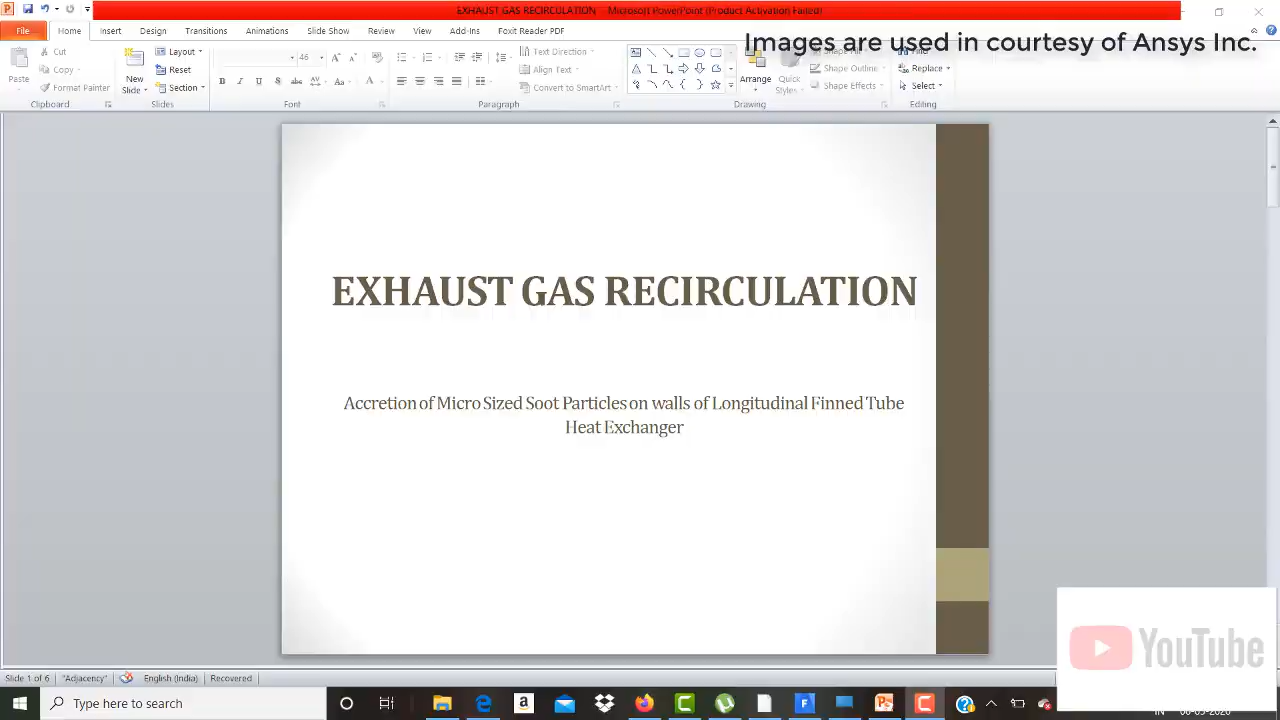 EXHAUST GAS RECIRCULATION - Microsoft PowerPoint (Product Activation Failed)
File Home Insert Design Transitions Animations Slide Show Review View Add-Ins Foxit Reader PDF
Images are used in courtesy of Ansys Inc.
Cut
Copy
Format Painter
Paste
Clipboard
New
Slide
Layout
Reset
Section
Slides
46
Font
Text Direction
Align Text
Convert to SmartArt
Paragraph
Arrange
Quick
Styles
Shape Fill
Shape Outline
Shape Effects
Drawing
Find
Replace
Select
Editing
EXHAUST GAS RECIRCULATION
Accretion of Micro Sized Soot Particles on walls of Longitudinal Finned Tube
Heat Exchanger
YouTube
Slide 1 of 6 "Adjacency" English (India) Recovered
Type here to search